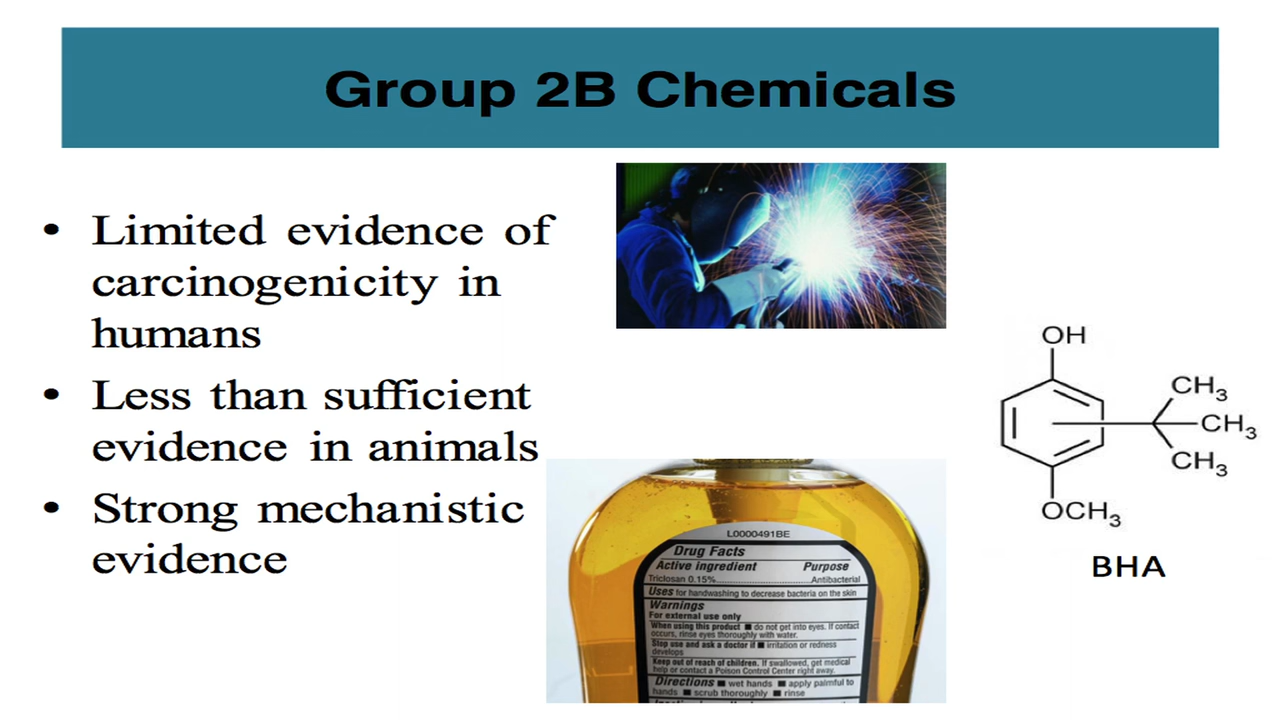 Group 2B Chemicals
• Limited evidence of
carcinogenicity in
humans
• Less than sufficient
evidence in animals
• Strong mechanistic
evidence
OH
CH3
CH3
CH3
OCH3
BHA
L0000491BE
Drug Facts
Active ingredient Purpose
Triclosan 0.15%........................................Antibacterial
Uses for handwashing to decrease bacteria on the skin
Warnings
For external use only
When using this product ■ do not get into eyes. If contact
occurs, rinse eyes thoroughly with water.
Stop use and ask a doctor if ■ irritation or redness
develops
Keep out of reach of children. If swallowed, get medical
help or contact a Poison Control Center right away.
Directions ■ wet hands ■ apply palmful to
hands ■ scrub thoroughly ■ rinse